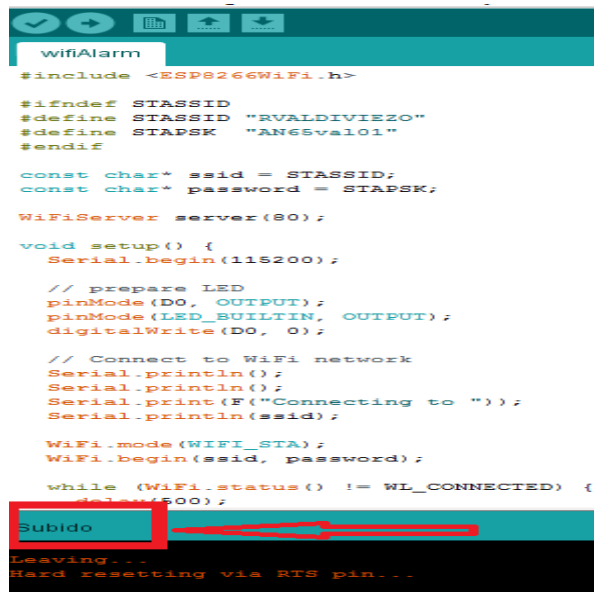 wifiAlarm
#include <ESP8266WiFi.h>
#ifndef STASSID
#define STASSID "RVALDIVIEZO"
#define STAPSK "AN65val01"
#endif
const char* ssid = STASSID;
const char* password = STAPSK;
WiFiServer server(80);
void setup() {
Serial.begin(115200);
// prepare LED
pinMode(D0, OUTPUT);
pinMode(LED_BUILTIN, OUTPUT);
digitalWrite(D0, 0);
// Connect to WiFi network
Serial.println();
Serial.println();
Serial.print(F("Connecting to "));
Serial.println(ssid);
WiFi.mode(WIFI_STA);
WiFi.begin(ssid, password);
while (WiFi.status() != WL_CONNECTED) {
delay(500);
Subido
Leaving...
Hard resetting via RTS pin...